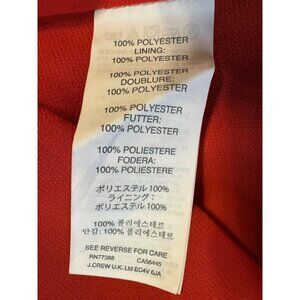 100% POLYESTER
LINING:
100% POLYESTER
100% POLYESTER
DOUBLURE:
100% POLYESTER
100% POLYESTER
FUTTER:
100% POLYESTER
100% POLIESTERE
FODERA:
100% POLIESTERE
ポリエステル 100%
ライニング:
ポリエステル 100%
100% 폴리에스테르
안감: 100% 폴리에스테르
SEE REVERSE FOR CARE
RN77388 CA56445
J.CREW U.K. Ltd EC4V 6JA